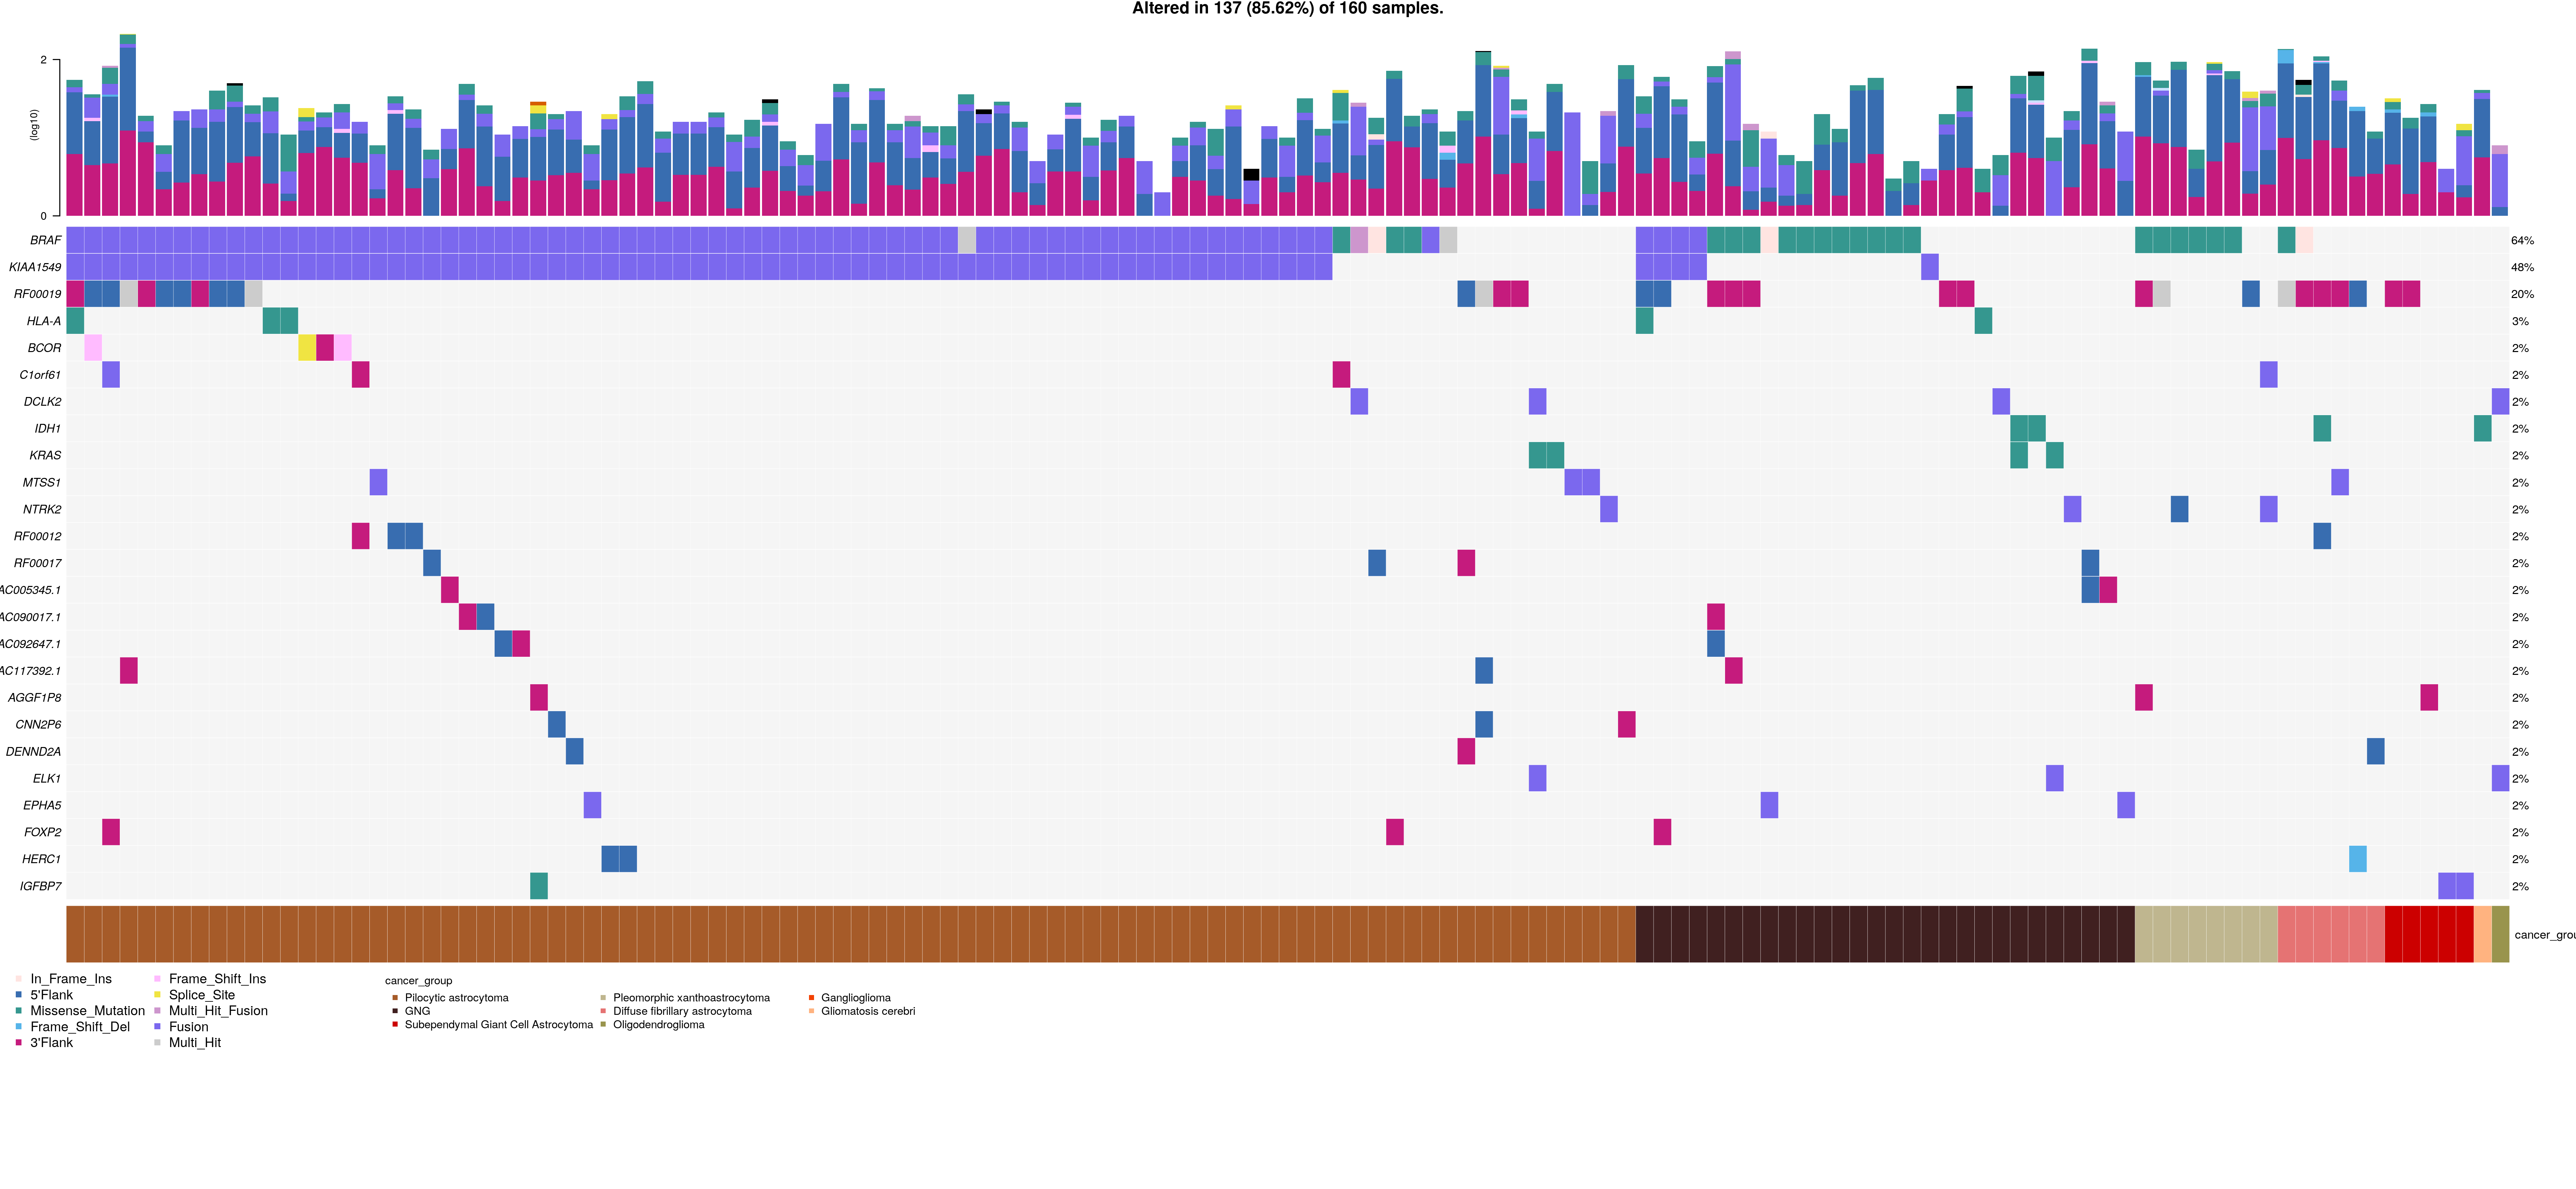 Altered in 137 (85.62%) of 160 samples.
2
(log10)
0
BRAF 64%
KIAA1549 48%
RF00019 20%
HLA-A 3%
BCOR 2%
C1orf61 2%
DCLK2 2%
IDH1 2%
KRAS 2%
MTSS1 2%
NTRK2 2%
RF00012 2%
RF00017 2%
AC005345.1 2%
AC090017.1 2%
AC092647.1 2%
AC117392.1 2%
AGGF1P8 2%
CNN2P6 2%
DENND2A 2%
ELK1 2%
EPHA5 2%
FOXP2 2%
HERC1 2%
IGFBP7 2%
cancer_grou
In_Frame_Ins
5'Flank
Missense_Mutation
Frame_Shift_Del
3'Flank
Frame_Shift_Ins
Splice_Site
Multi_Hit_Fusion
Fusion
Multi_Hit
cancer_group
Pilocytic astrocytoma
GNG
Subependymal Giant Cell Astrocytoma
Pleomorphic xanthoastrocytoma
Diffuse fibrillary astrocytoma
Oligodendroglioma
Ganglioglioma
Gliomatosis cerebri